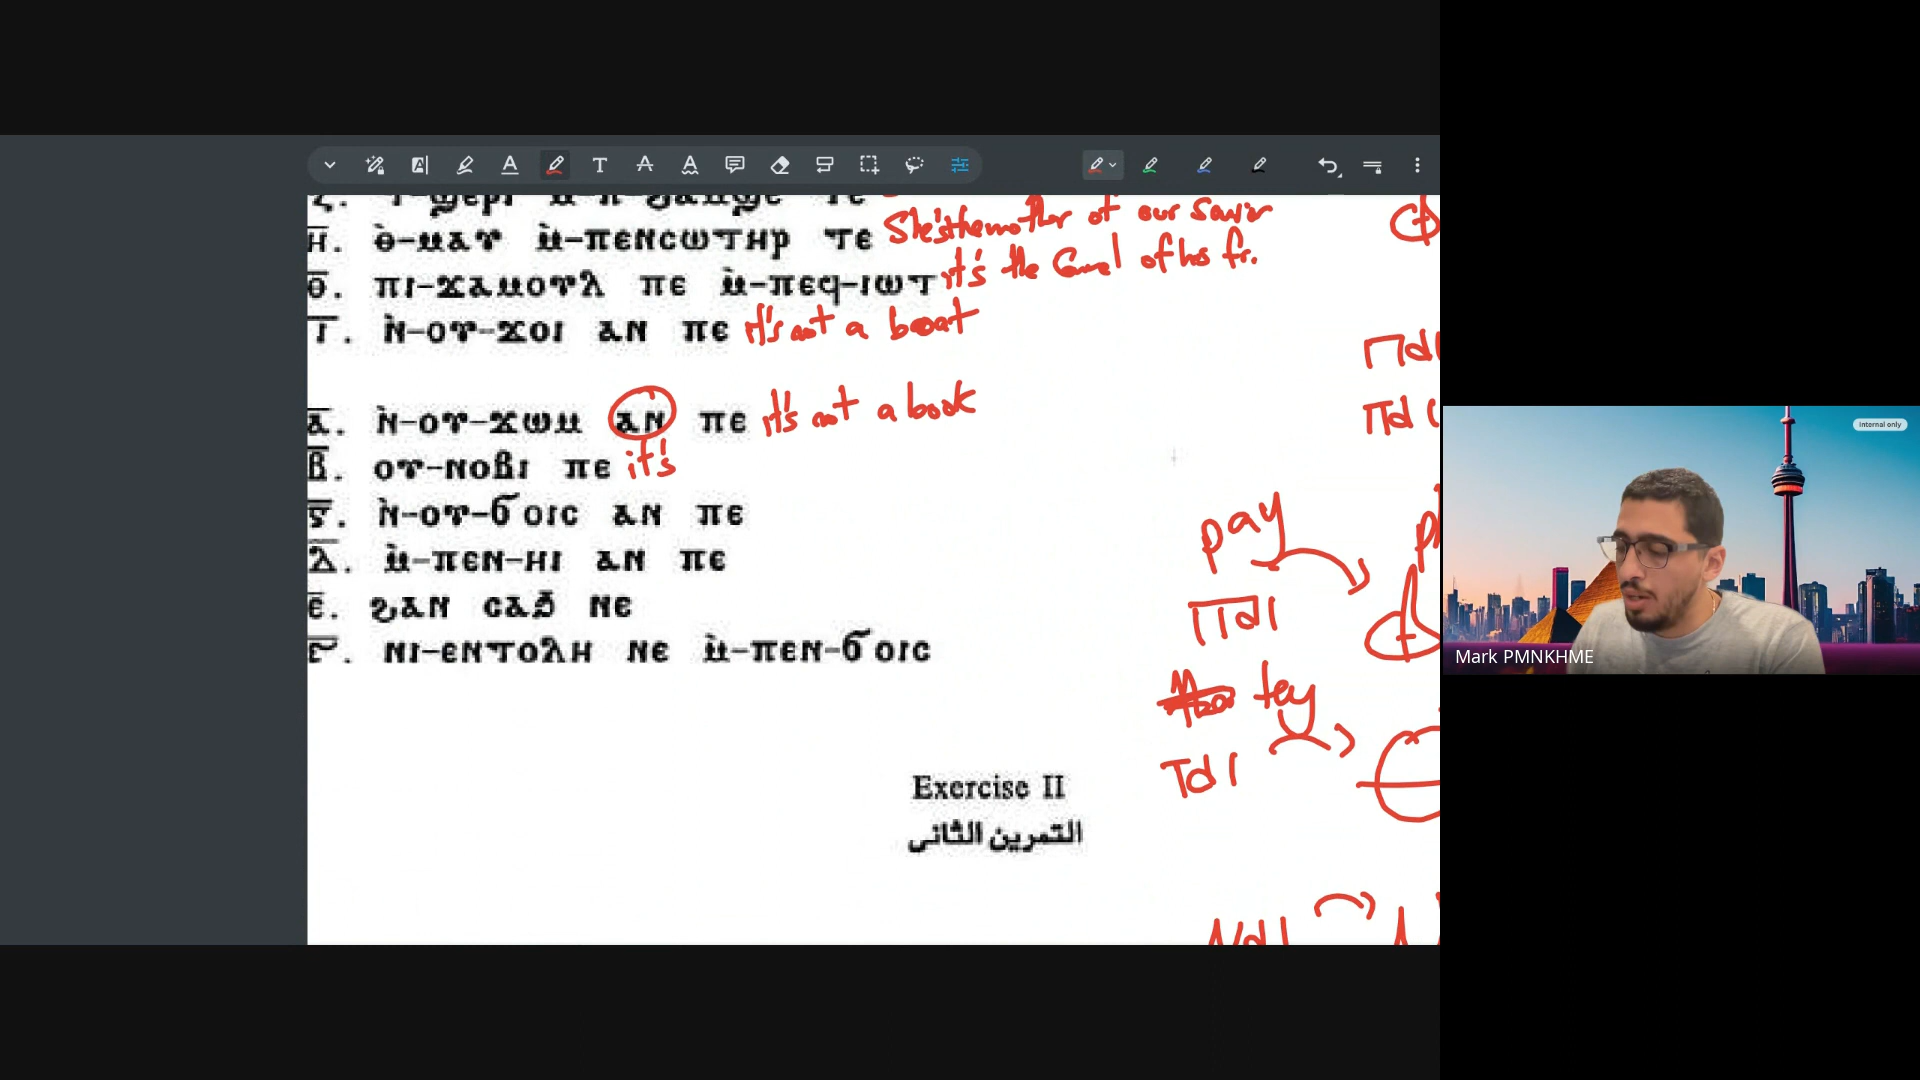 ⲏ̅. ⲑ̀-ⲙⲁⲩ ⲙ̀-ⲡⲉⲛⲥⲱⲧⲏⲣ ⲧⲉ She's the mother of our Savior
ⲑ̅. ⲡⲓ-ϫⲁⲙⲟⲩⲗ ⲡⲉ ⲙ̀-ⲡⲉϥ-ⲓⲱⲧ it's the Camel of his fr.
ⲓ̅. ⲛ̀-ⲟⲩ-ϫⲟⲓ ⲁⲛ ⲡⲉ it's not a boat
ⲁ̅. ⲛ̀-ⲟⲩ-ϫⲱⲙ ⲁⲛ ⲡⲉ it's not a book
ⲃ̅. ⲟⲩ-ⲛⲟⲃⲓ ⲡⲉ it's
ⲅ̅. ⲛ̀-ⲟⲩ-ϭⲟⲓⲥ ⲁⲛ ⲡⲉ
ⲇ̅. ⲙ̀-ⲡⲉⲛ-ⲏⲓ ⲁⲛ ⲡⲉ
ⲉ̅. ϩⲁⲛ ⲥⲁϧ ⲛⲉ
ⲋ̅. ⲛⲓ-ⲉⲛⲧⲟⲗⲏ ⲛⲉ ⲙ̀-ⲡⲉⲛ-ϭⲟⲓⲥ
pay
ⲡⲁⲓ
tey
ⲧⲁⲓ
Exercise II
التمرين الثانى
Internal only
Mark PMNKHME